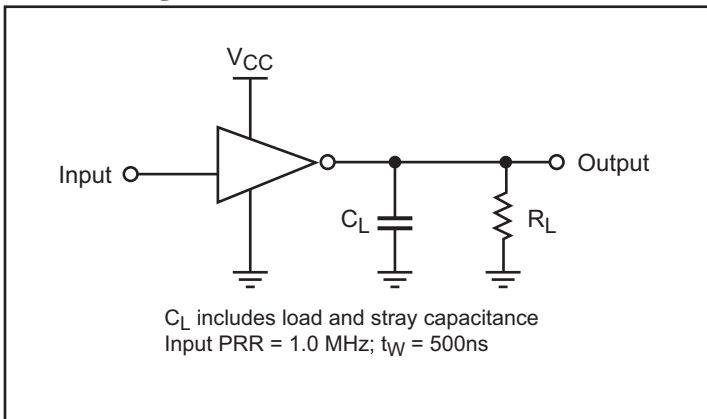 VCC
Input
Output
CL
RL
CL includes load and stray capacitance
Input PRR = 1.0 MHz; tW = 500ns